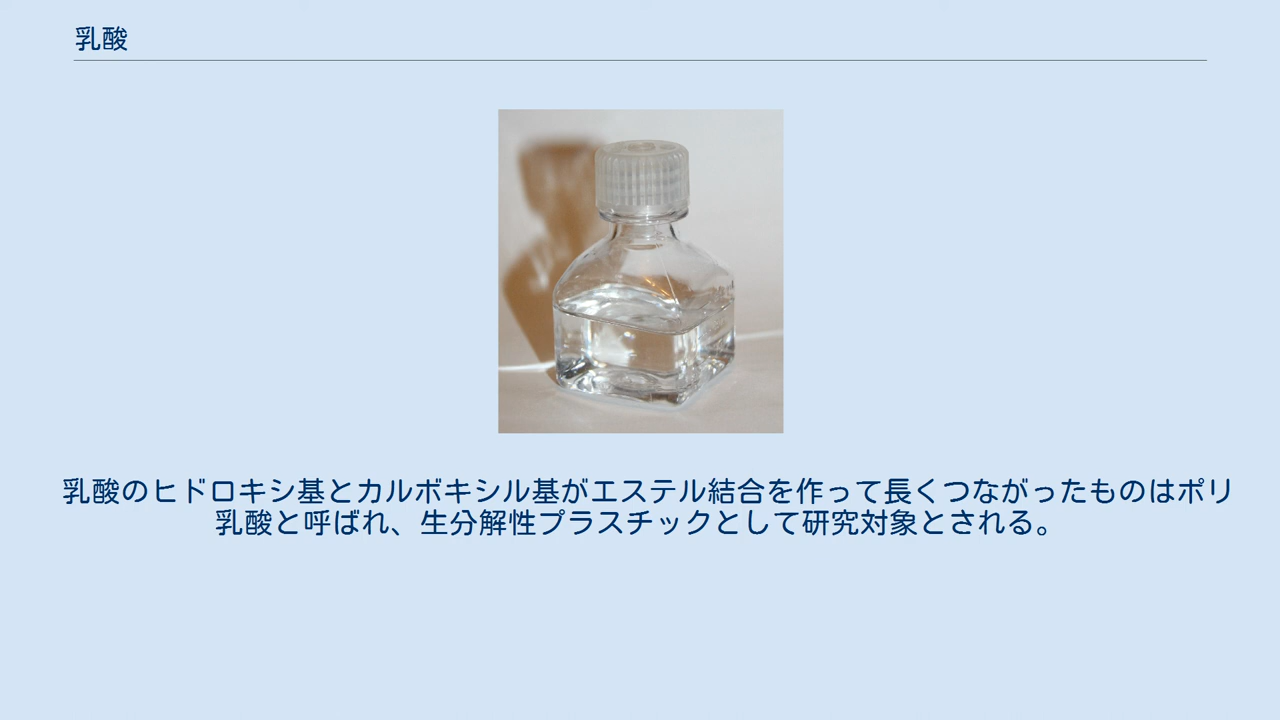 乳酸
乳酸のヒドロキシ基とカルボキシル基がエステル結合を作って長くつながったものはポリ
乳酸と呼ばれ、生分解性プラスチックとして研究対象とされる。